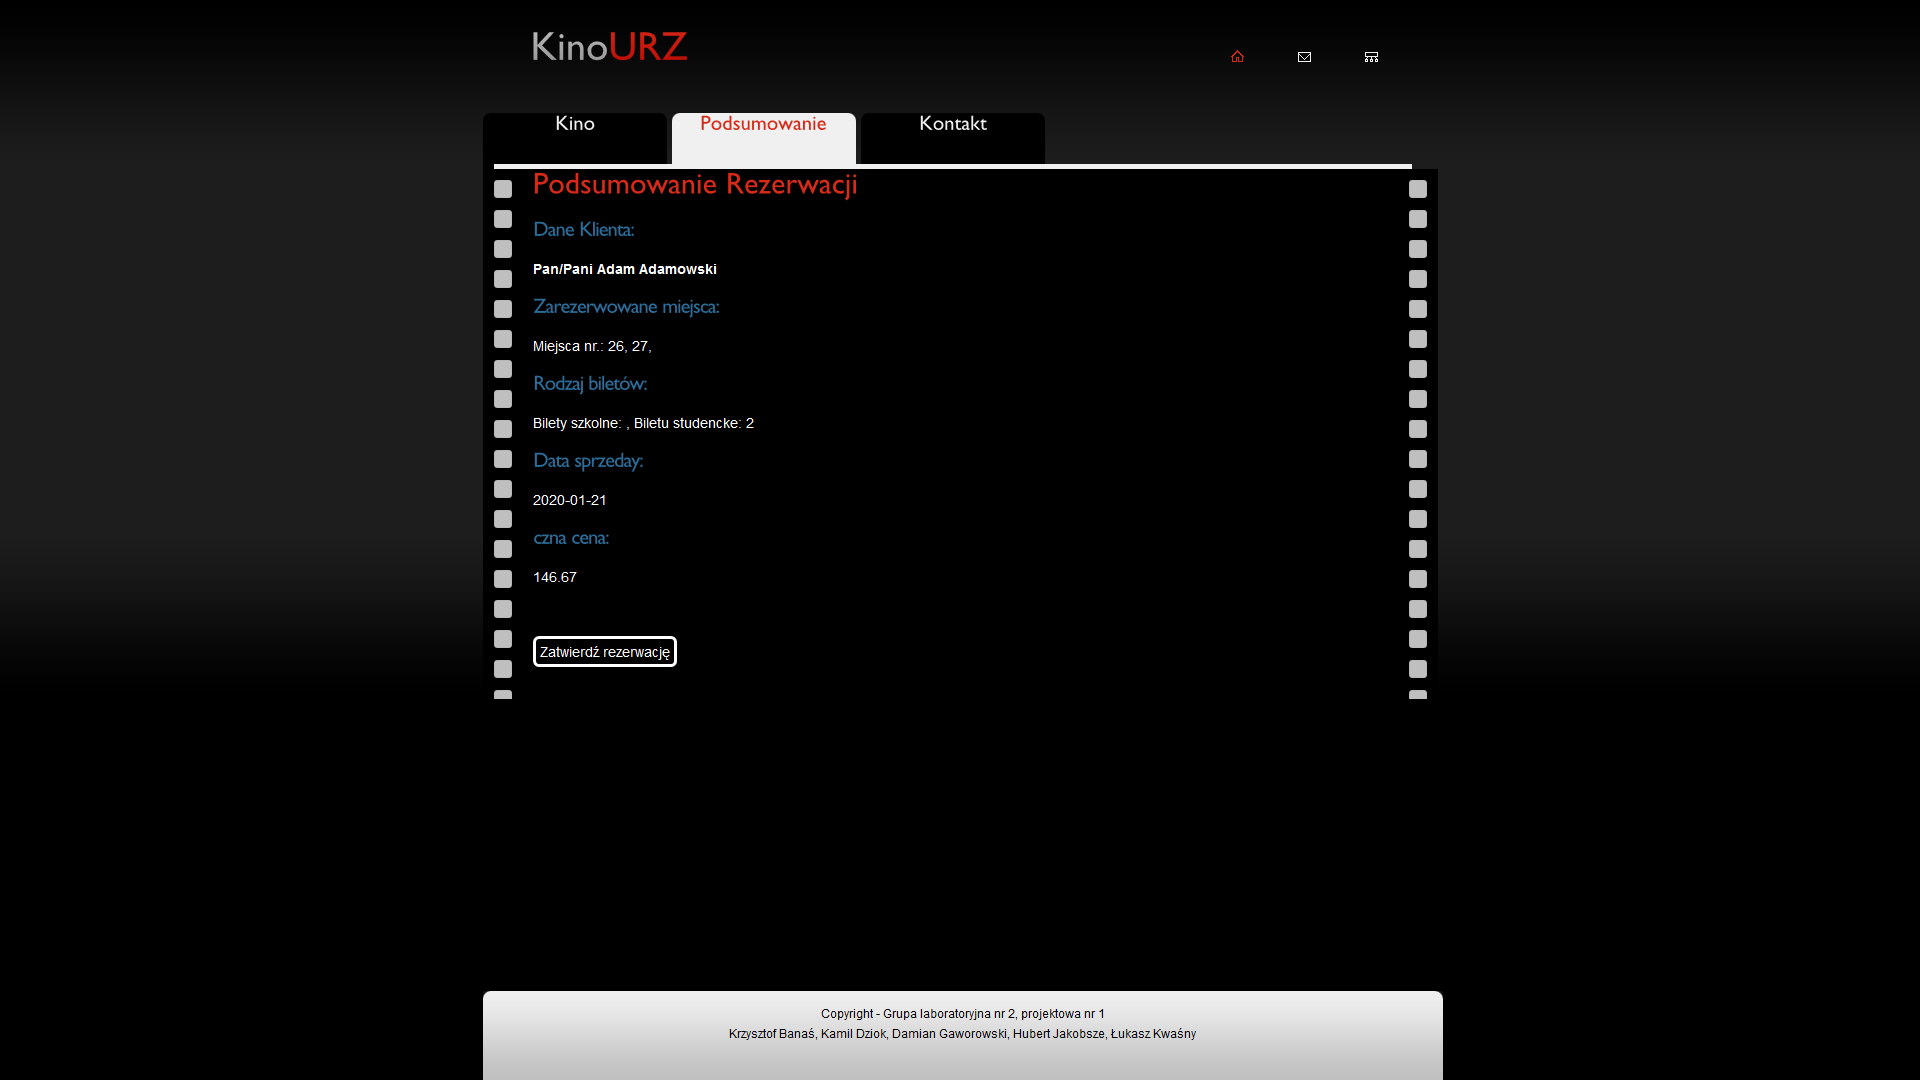 KinoURZ
Kino
Podsumowanie
Kontakt
Podsumowanie Rezerwacji
Dane Klienta:
Pan/Pani Adam Adamowski
Zarezerwowane miejsca:
Miejsca nr.: 26, 27,
Rodzaj biletów:
Bilety szkolne: , Biletu studencke: 2
Data sprzeday:
2020-01-21
czna cena:
146.67
Zatwierdź rezerwację
Copyright - Grupa laboratoryjna nr 2, projektowa nr 1
Krzysztof Banaś, Kamil Dziok, Damian Gaworowski, Hubert Jakobsze, Łukasz Kwaśny